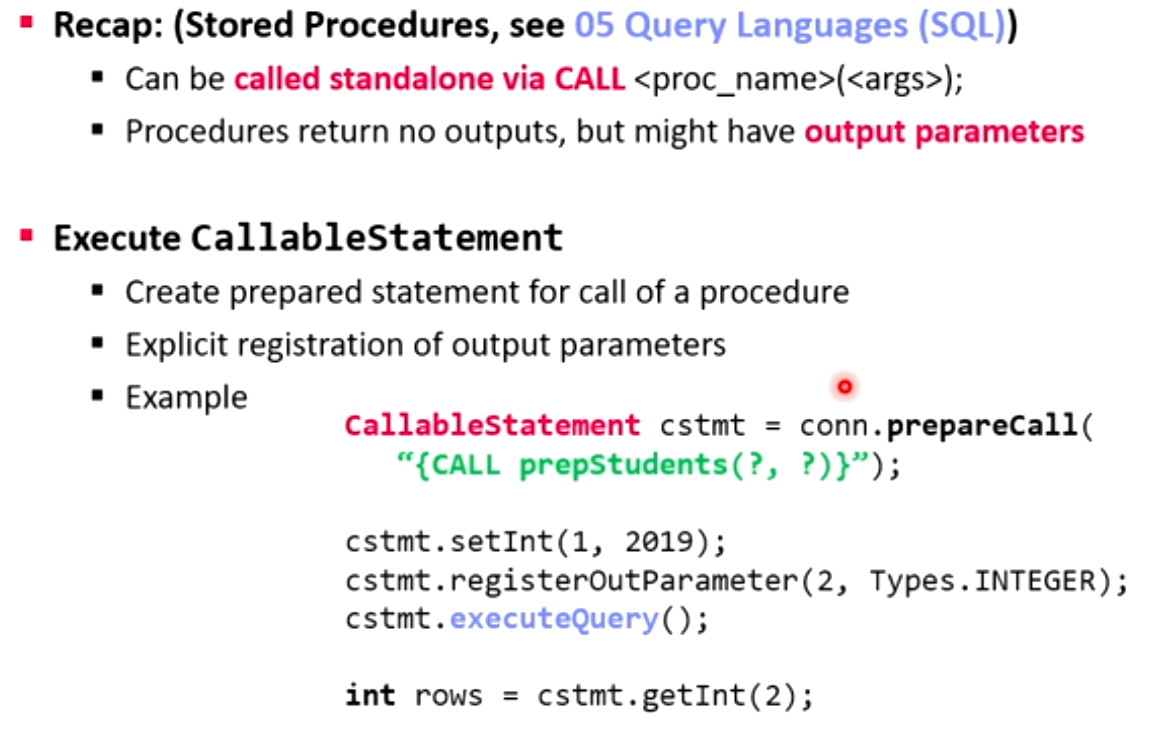 Recap: (Stored Procedures, see 05 Query Languages (SQL))
Can be called standalone via CALL <proc_name>(<args>);
Procedures return no outputs, but might have output parameters
Execute CallableStatement
Create prepared statement for call of a procedure
Explicit registration of output parameters
Example
CallableStatement cstmt = conn.prepareCall(
“{CALL prepStudents(?, ?)}”);
cstmt.setInt(1, 2019);
cstmt.registerOutParameter(2, Types.INTEGER);
cstmt.executeQuery();
int rows = cstmt.getInt(2);